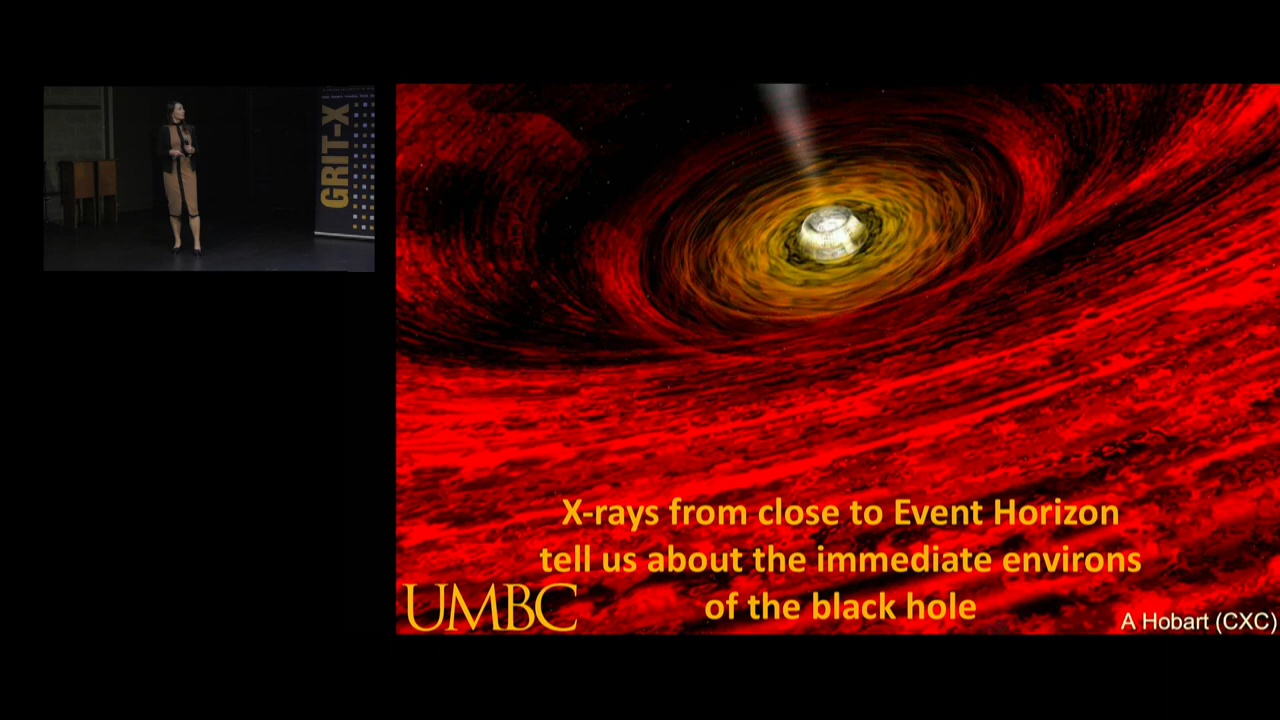 GRIT-X
X-rays from close to Event Horizon
tell us about the immediate environs
of the black hole
UMBC
A Hobart (CXC)